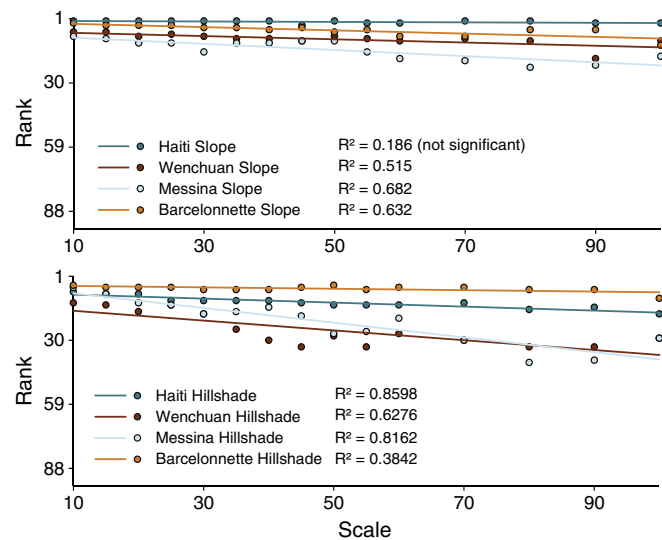 1
30
59
88
Rank
Haiti Slope R² = 0.186 (not significant)
Wenchuan Slope R² = 0.515
Messina Slope R² = 0.682
Barcelonnette Slope R² = 0.632
10 30 50 70 90
1
30
59
88
Rank
Haiti Hillshade R² = 0.8598
Wenchuan Hillshade R² = 0.6276
Messina Hillshade R² = 0.8162
Barcelonnette Hillshade R² = 0.3842
10 30 50 70 90
Scale